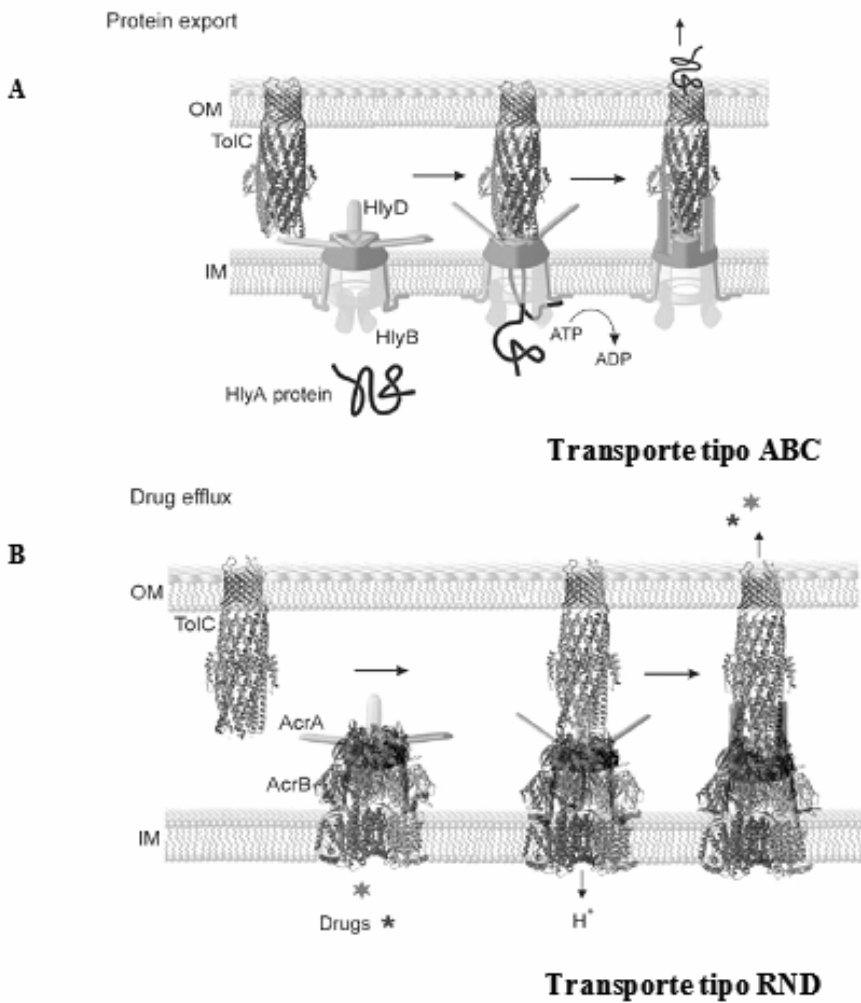 Protein export
A
OM
TolC
HlyD
IM
HlyB
ATP
ADP
HlyA protein
Transporte tipo ABC
Drug efflux
B
OM
TolC
AcrA
AcrB
IM
Drugs *
H+
Transporte tipo RND